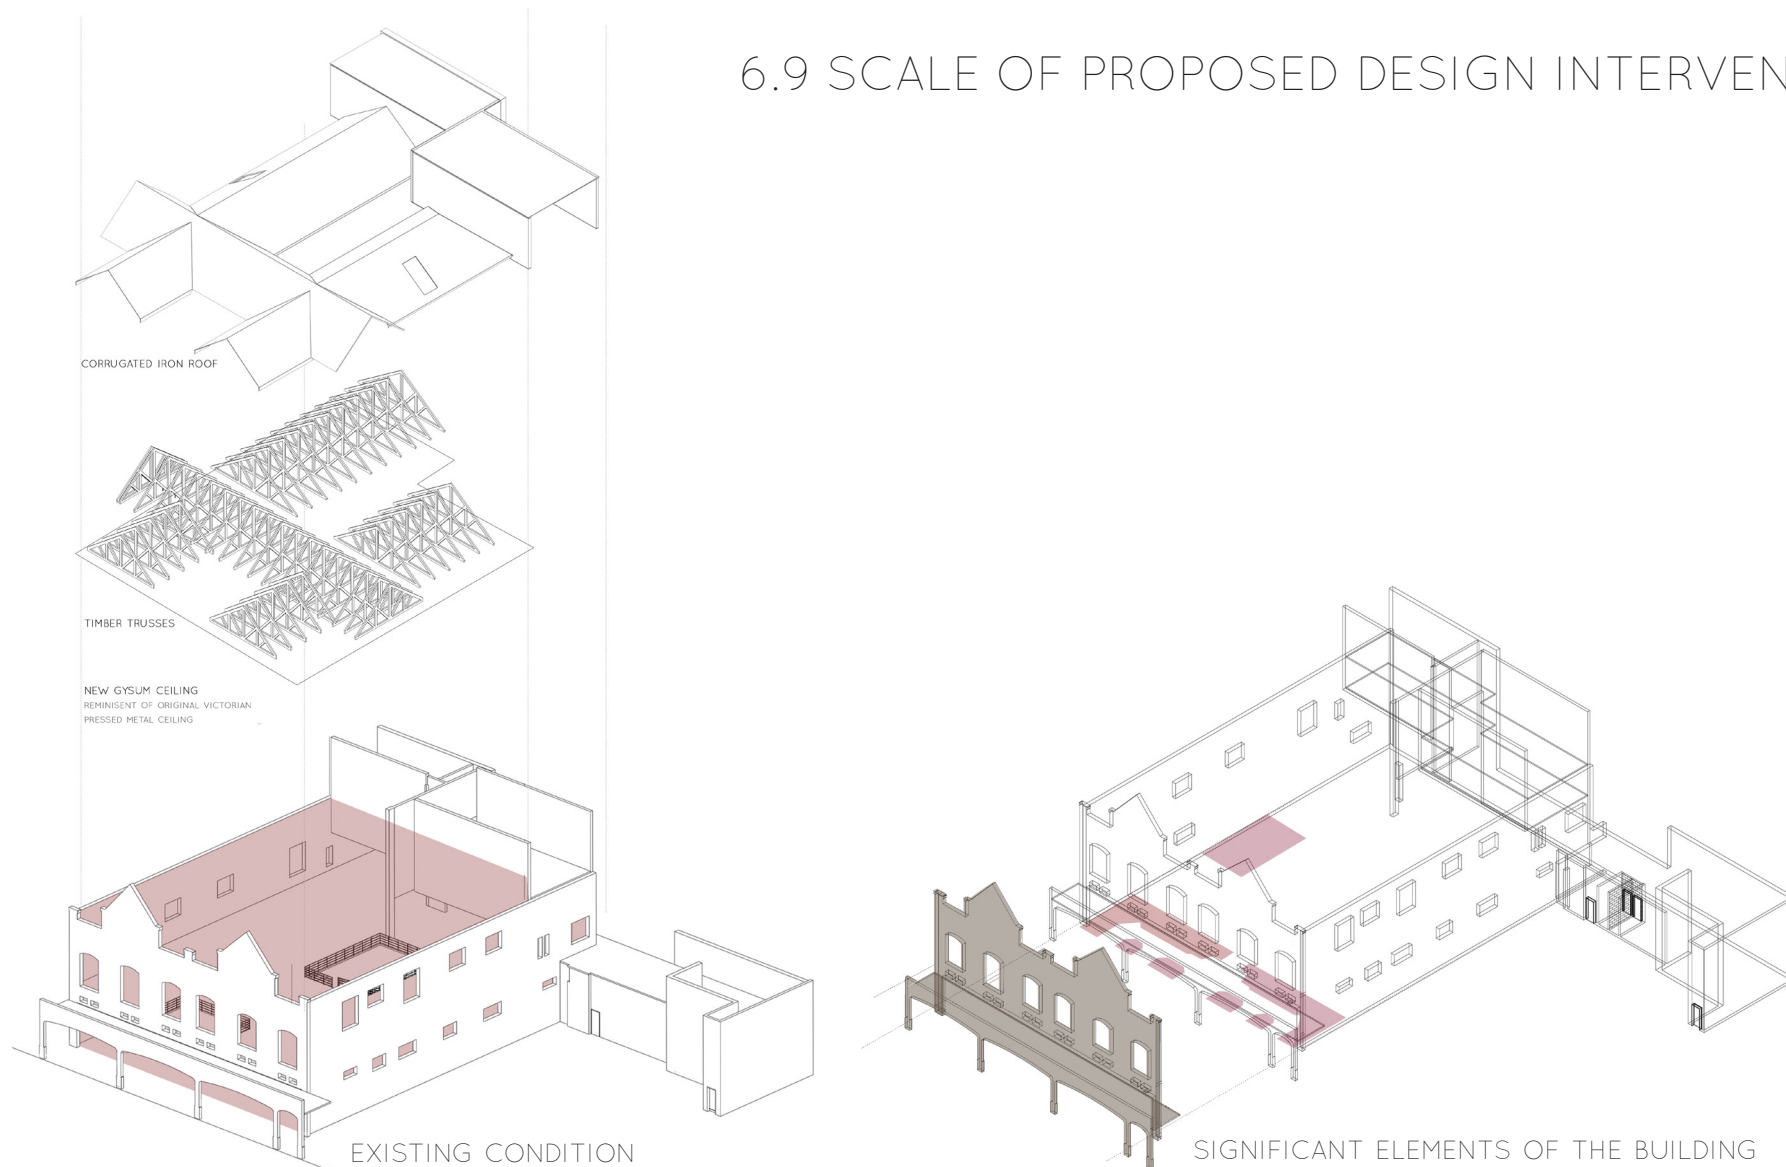 6.9 SCALE OF PROPOSED DESIGN INTERVEN
CORRUGATED IRON ROOF
TIMBER TRUSSES
NEW GYSUM CEILING
REMINISENT OF ORIGINAL VICTORIAN
PRESSED METAL CEILING
EXISTING CONDITION
SIGNIFICANT ELEMENTS OF THE BUILDING